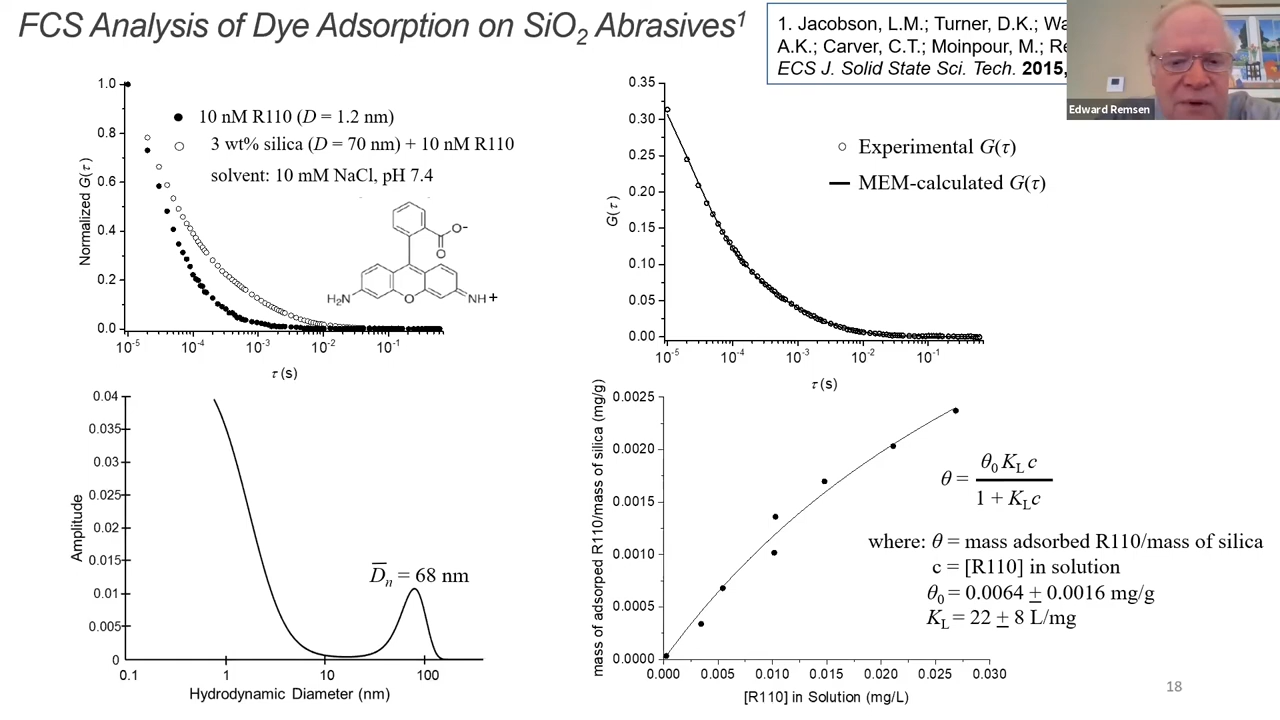 FCS Analysis of Dye Adsorption on SiO2 Abrasives1
1. Jacobson, L.M.; Turner, D.K.;
A.K.; Carver, C.T.; Moinpour, M.;
ECS J. Solid State Sci. Tech. 2015,
Edward Remsen
Normalized G(τ)
1.0
0.8
0.6
0.4
0.2
0.0
10-5
10-4
10-3
10-2
10-1
τ (s)
10 nM R110 (D = 1.2 nm)
3 wt% silica (D = 70 nm) + 10 nM R110
solvent: 10 mM NaCl, pH 7.4
O-
O
H2N
O
NH +
G(τ)
0.35
0.30
0.25
0.20
0.15
0.10
0.05
0.00
10-5
10-4
10-3
10-2
10-1
τ (s)
Experimental G(τ)
MEM-calculated G(τ)
Amplitude
0.04
0.035
0.03
0.025
0.02
0.015
0.01
0.005
0
0.1
1
10
100
Hydrodynamic Diameter (nm)
D̅n = 68 nm
mass of adsorped R110/mass of silica (mg/g)
0.0025
0.0020
0.0015
0.0010
0.0005
0.0000
0.000
0.005
0.010
0.015
0.020
0.025
0.030
[R110] in Solution (mg/L)
θ = θ0 KL c / 1 + KLc
where: θ = mass adsorbed R110/mass of silica
c = [R110] in solution
θ0 = 0.0064 ± 0.0016 mg/g
KL = 22 ± 8 L/mg
18